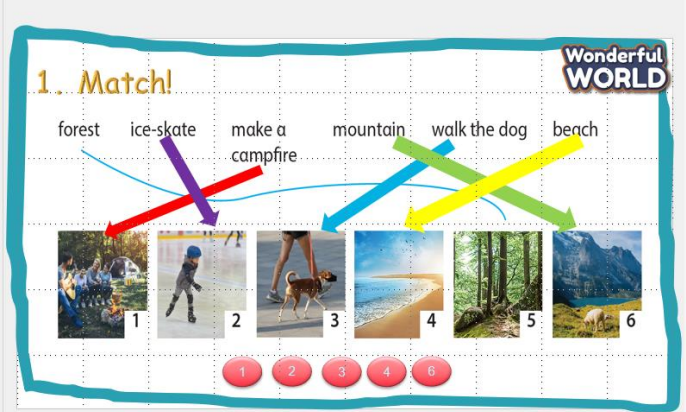 Wonderful
WORLD
1. Match!
forest ice-skate make a mountain walk the dog beach
campfire
1 2 3 4 5 6
1 2 3 4 6